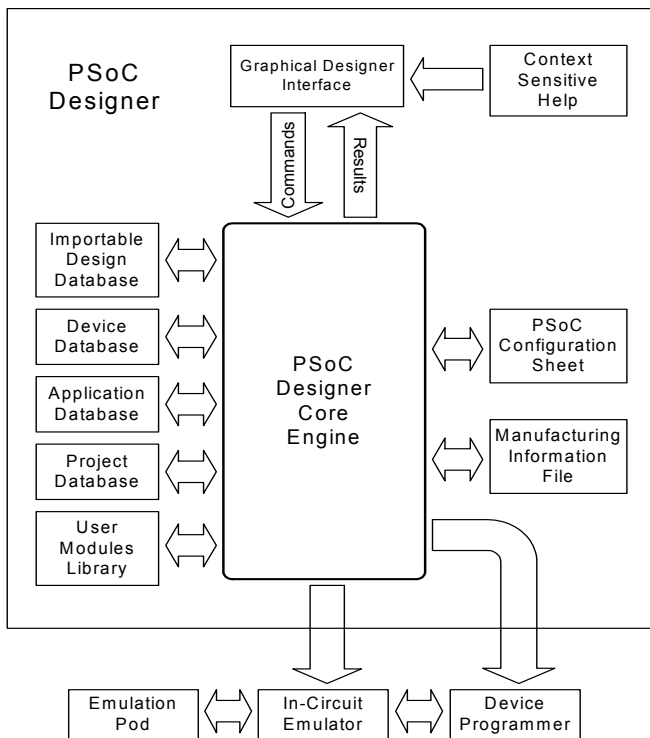 PSoC
Designer
Graphical Designer
Interface
Context
Sensitive
Help
Commands
Results
Importable
Design
Database
Device
Database
Application
Database
Project
Database
User
Modules
Library
PSoC
Designer
Core
Engine
PSoC
Configuration
Sheet
Manufacturing
Information
File
Emulation
Pod
In-Circuit
Emulator
Device
Programmer